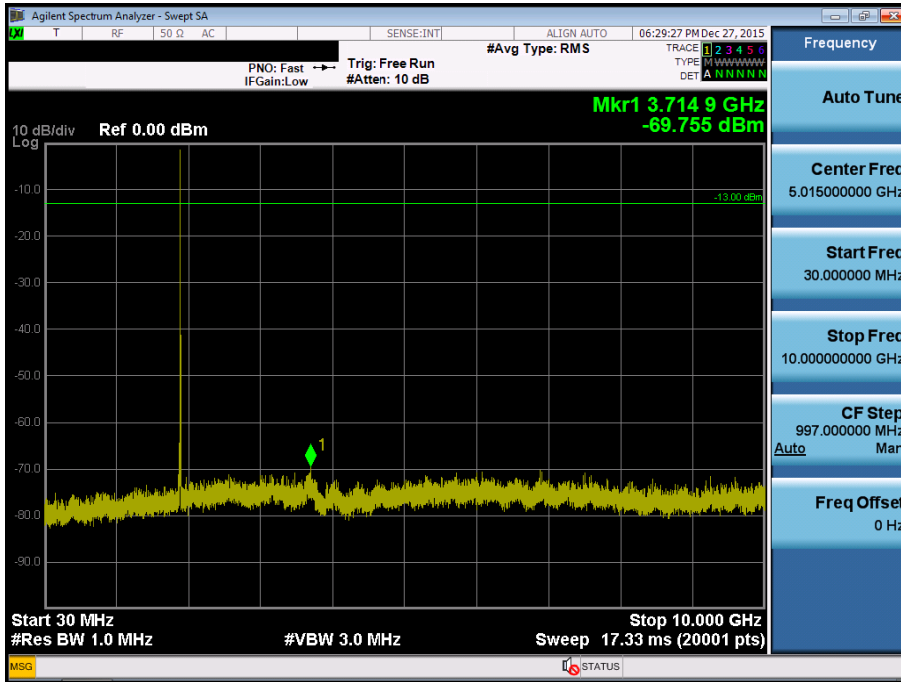 Agilent Spectrum Analyzer - Swept SA
LXI T RF 50 Ω AC SENSE:INT ALIGN AUTO 06:29:27 PM Dec 27, 2015
PNO: Fast IFGain:Low
Trig: Free Run
#Atten: 10 dB
#Avg Type: RMS
TRACE 1 2 3 4 5 6
TYPE M WWWWW
DET A N N N N N
Mkr1 3.714 9 GHz
-69.755 dBm
10 dB/div Ref 0.00 dBm
Log
-10.0
-13.00 dBm
-20.0
-30.0
-40.0
-50.0
-60.0
1
-70.0
-80.0
-90.0
Start 30 MHz Stop 10.000 GHz
#Res BW 1.0 MHz #VBW 3.0 MHz Sweep 17.33 ms (20001 pts)
MSG STATUS
Frequency
Auto Tune
Center Freq
5.015000000 GHz
Start Freq
30.000000 MHz
Stop Freq
10.000000000 GHz
CF Step
997.000000 MHz
Auto Man
Freq Offset
0 Hz